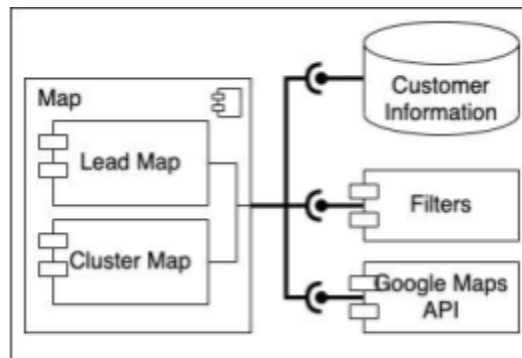 Map
Lead Map
Cluster Map
Customer
Information
Filters
Google Maps
API